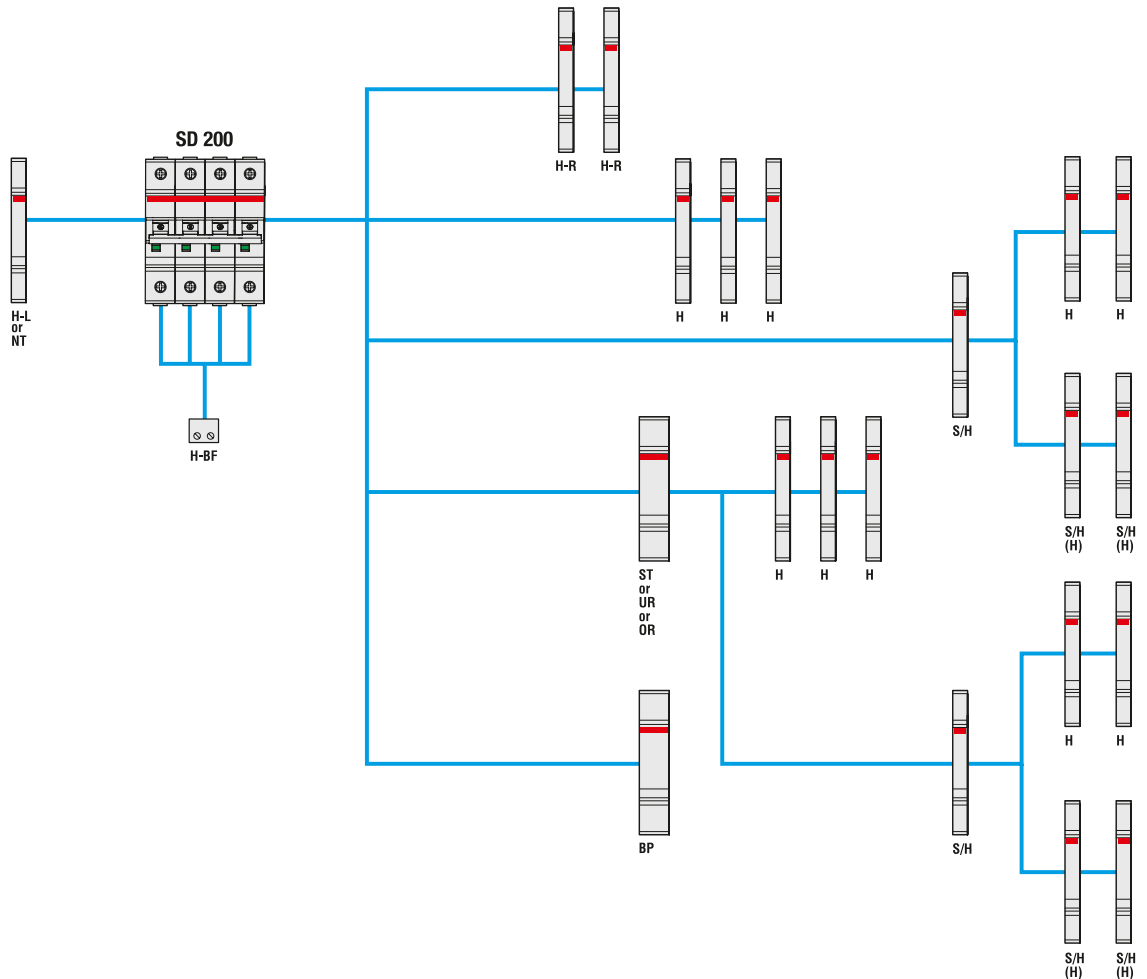 SD 200
H-R
H-R
H-L
or
NT
H
H
H
H
H
H-BF
S/H
S/H
(H)
S/H
(H)
ST
or
UR
or
OR
H
H
H
H
H
BP
S/H
S/H
(H)
S/H
(H)